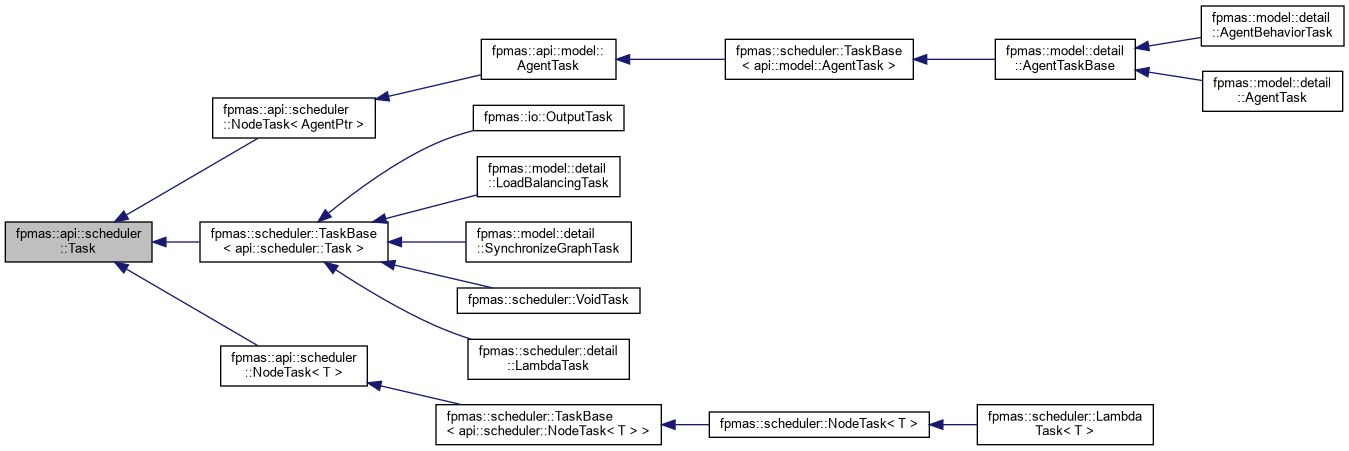 fpmas::model::detail
::AgentBehaviorTask
fpmas::api::model::
AgentTask
fpmas::scheduler::TaskBase
< api::model::AgentTask >
fpmas::model::detail
::AgentTaskBase
fpmas::model::detail
::AgentTask
fpmas::api::scheduler
::NodeTask< AgentPtr >
fpmas::io::OutputTask
fpmas::model::detail
::LoadBalancingTask
fpmas::api::scheduler
::Task
fpmas::scheduler::TaskBase
< api::scheduler::Task >
fpmas::model::detail
::SynchronizeGraphTask
fpmas::scheduler::VoidTask
fpmas::scheduler::detail
::LambdaTask
fpmas::api::scheduler
::NodeTask< T >
fpmas::scheduler::TaskBase
< api::scheduler::NodeTask< T > >
fpmas::scheduler::NodeTask< T >
fpmas::scheduler::Lambda
Task< T >